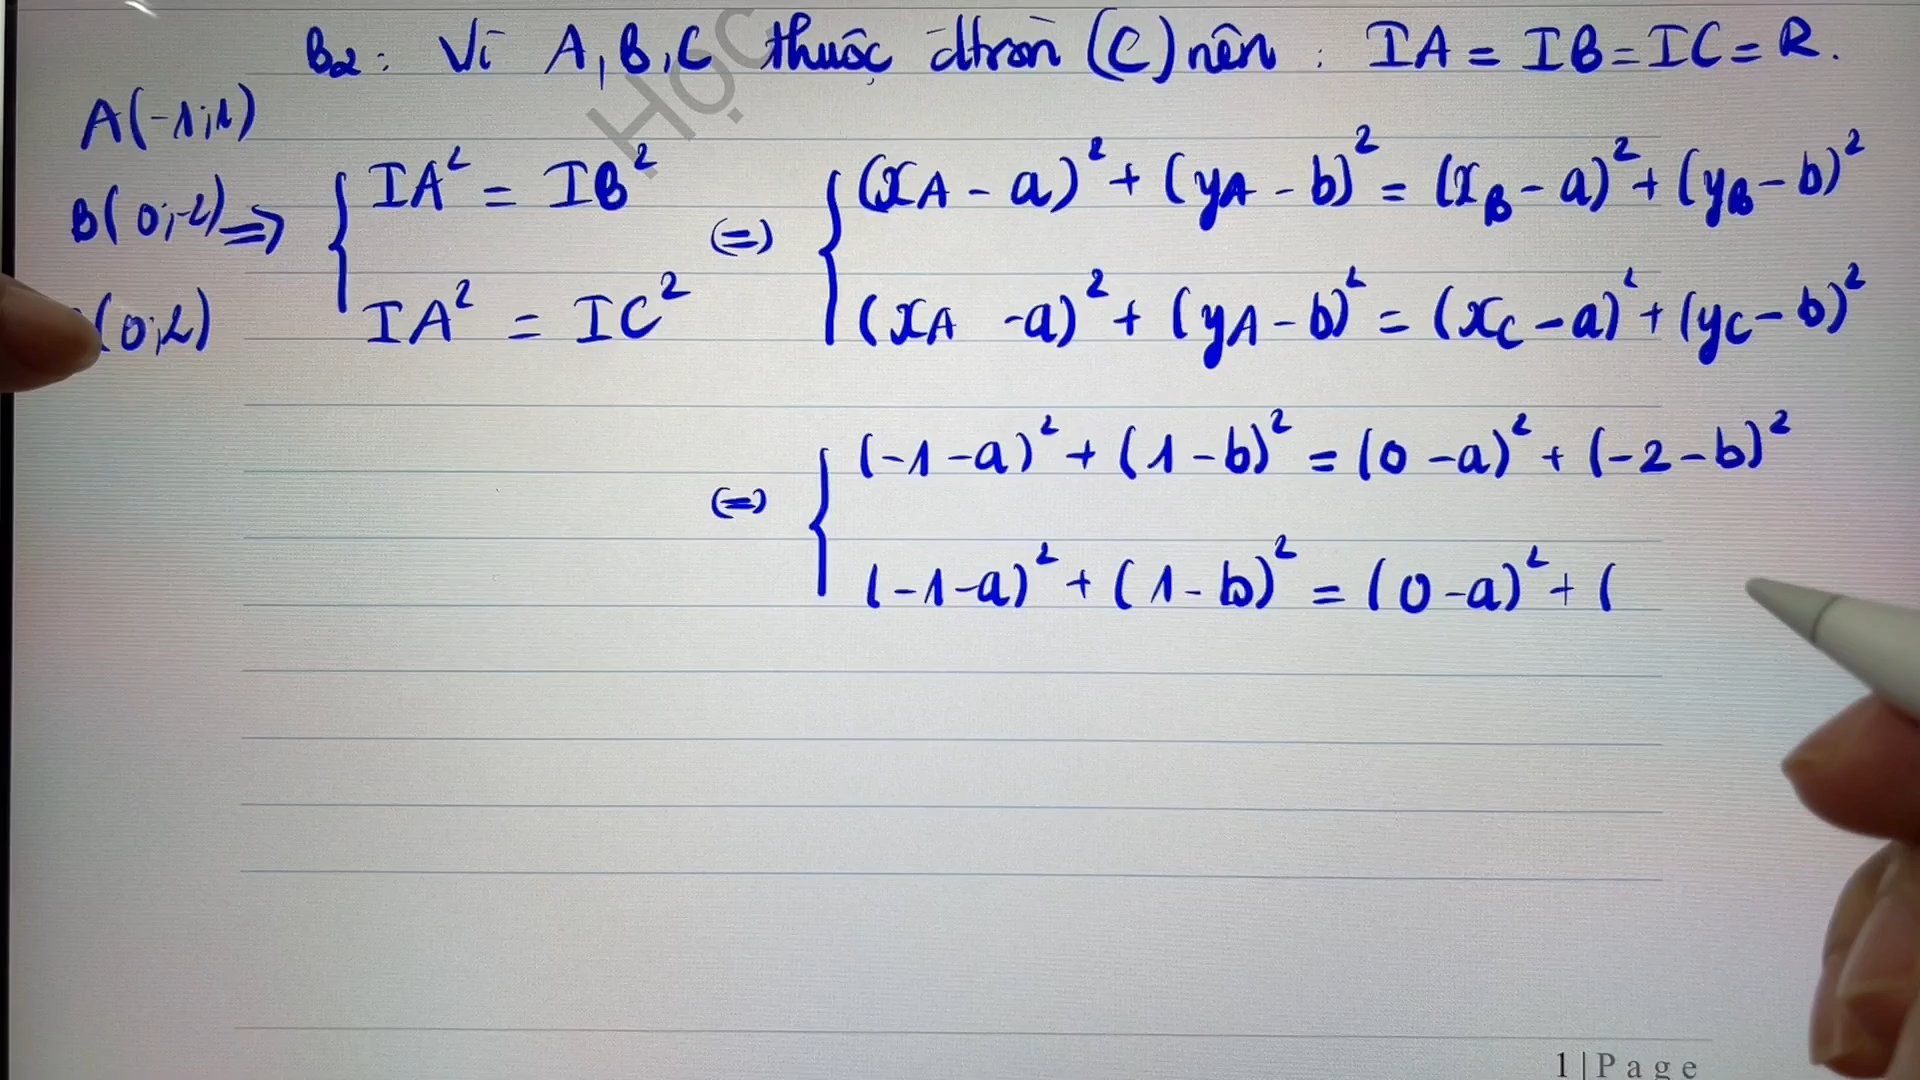 B2: Vì A, B, C thuộc đtròn (C) nên : IA = IB = IC = R.
A(-1;1)
B(0;-2) => { IA² = IB² (=) { (xA - a)² + (yA - b)² = (xB - a)² + (yB - b)²
(0;2) IA² = IC² (xA - a)² + (yA - b)² = (xC - a)² + (yC - b)²
(=) { (-1 - a)² + (1 - b)² = (0 - a)² + (-2 - b)²
(-1 - a)² + (1 - b)² = (0 - a)² + (
HỌC
1 | Page